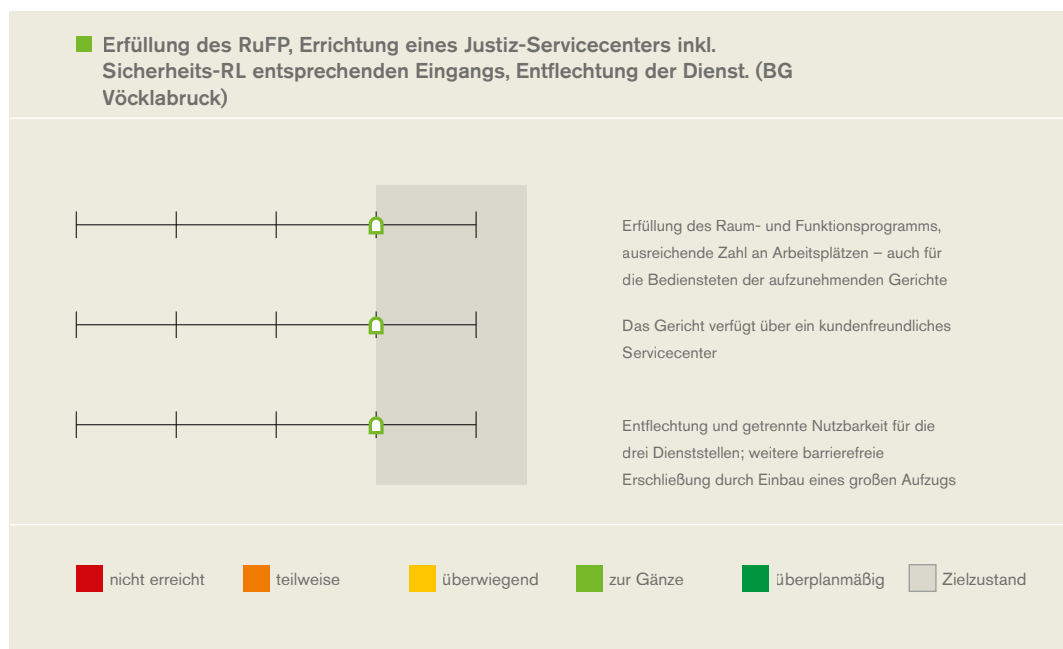 Erfüllung des RuFP, Errichtung eines Justiz-Servicecenters inkl.
Sicherheits-RL entsprechenden Eingangs, Entflechtung der Dienst. (BG
Vöcklabruck)
Erfüllung des Raum- und Funktionsprogramms,
ausreichende Zahl an Arbeitsplätzen – auch für
die Bediensteten der aufzunehmenden Gerichte
Das Gericht verfügt über ein kundenfreundliches
Servicecenter
Entflechtung und getrennte Nutzbarkeit für die
drei Dienststellen; weitere barrierefreie
Erschließung durch Einbau eines großen Aufzugs
nicht erreicht
teilweise
überwiegend
zur Gänze
überplanmäßig
Zielzustand